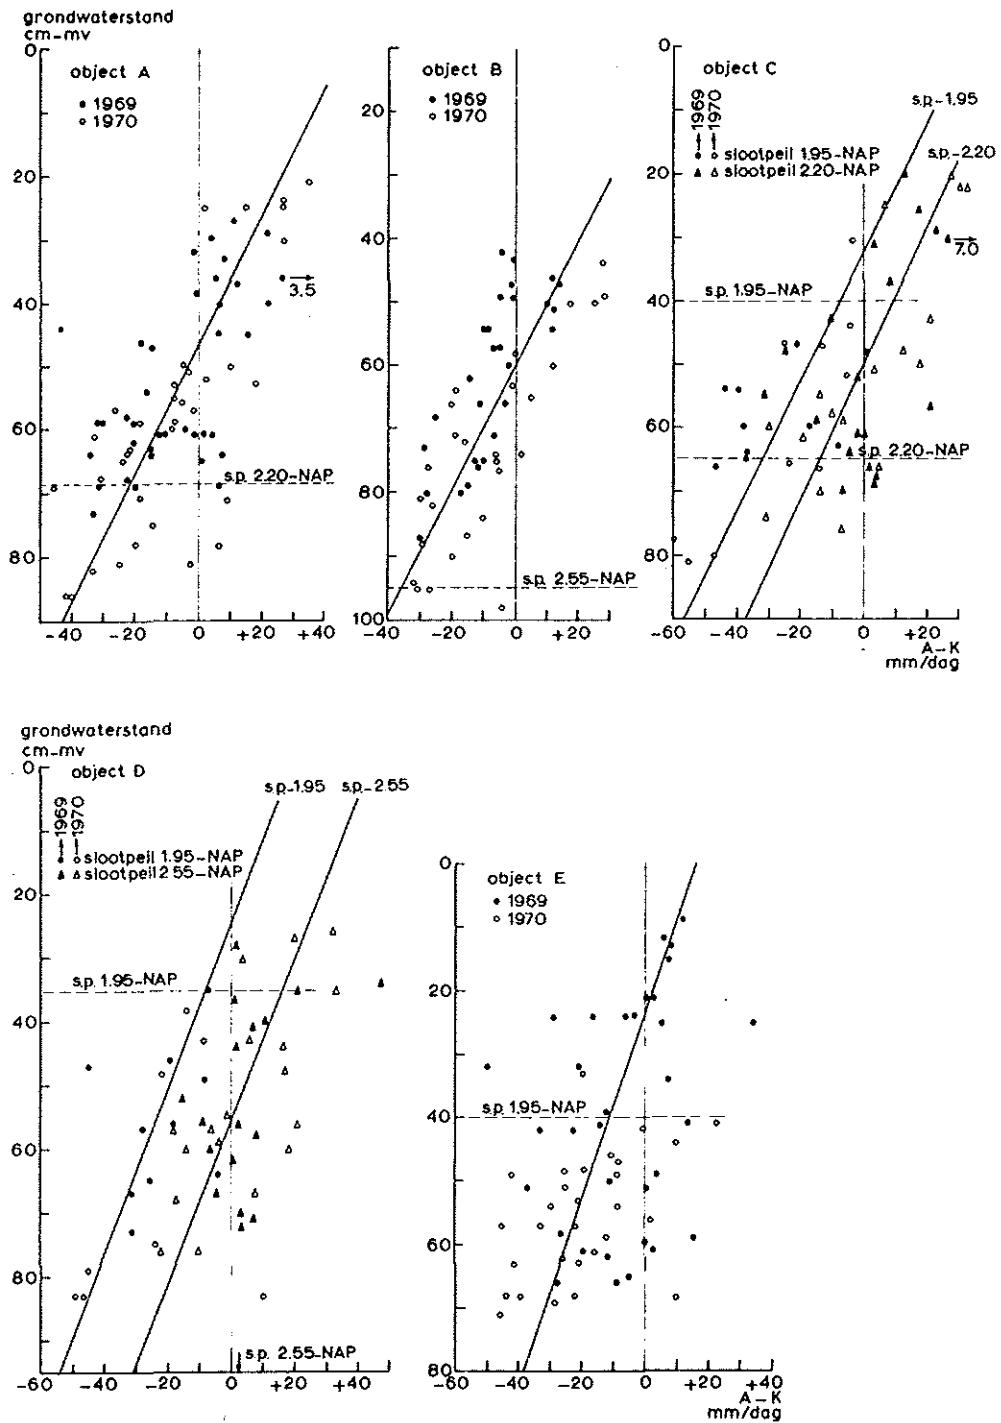 grondwaterstand
cm-mv
object A
• 1969
○ 1970
0
20
40
60
80
3.5
s.p. 2.20-NAP
-40 -20 0 +20 +40
object B
• 1969
○ 1970
20
40
60
80
100
s.p. 2.55-NAP
-40 -20 0 +20
object C
1969
1970
• ○ slootpeil 1.95-NAP
▲ △ slootpeil 2.20-NAP
s.p.-1.95
s.p.-2.20
0
20
40
60
80
7.0
s.p. 1.95-NAP
s.p. 2.20-NAP
-60 -40 -20 0 +20
A-K
mm/dag
grondwaterstand
cm-mv
object D
1969
1970
• ○ slootpeil 1.95-NAP
▲ △ slootpeil 2.55-NAP
s.p.-1.95
s.p.-2.55
0
20
40
60
80
s.p. 1.95-NAP
s.p. 2.55-NAP
-60 -40 -20 0 +20 +40
object E
• 1969
○ 1970
0
20
40
60
80
s.p. 1.95-NAP
-60 -40 -20 0 +20 +40
A-K
mm/dag